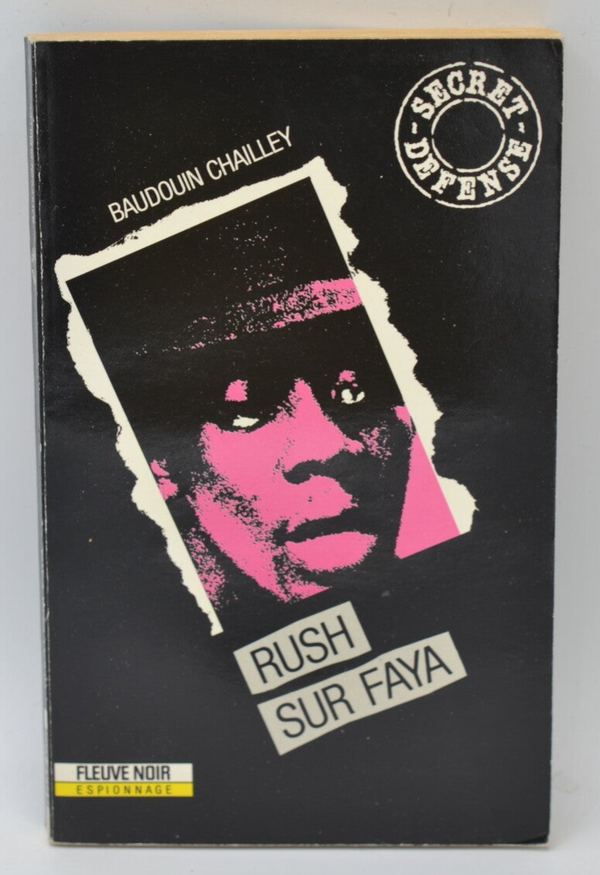 BAUDOUIN CHAILLEY
SECRET
DEFENSE
RUSH
SUR FAYA
FLEUVE NOIR
ESPIONNAGE